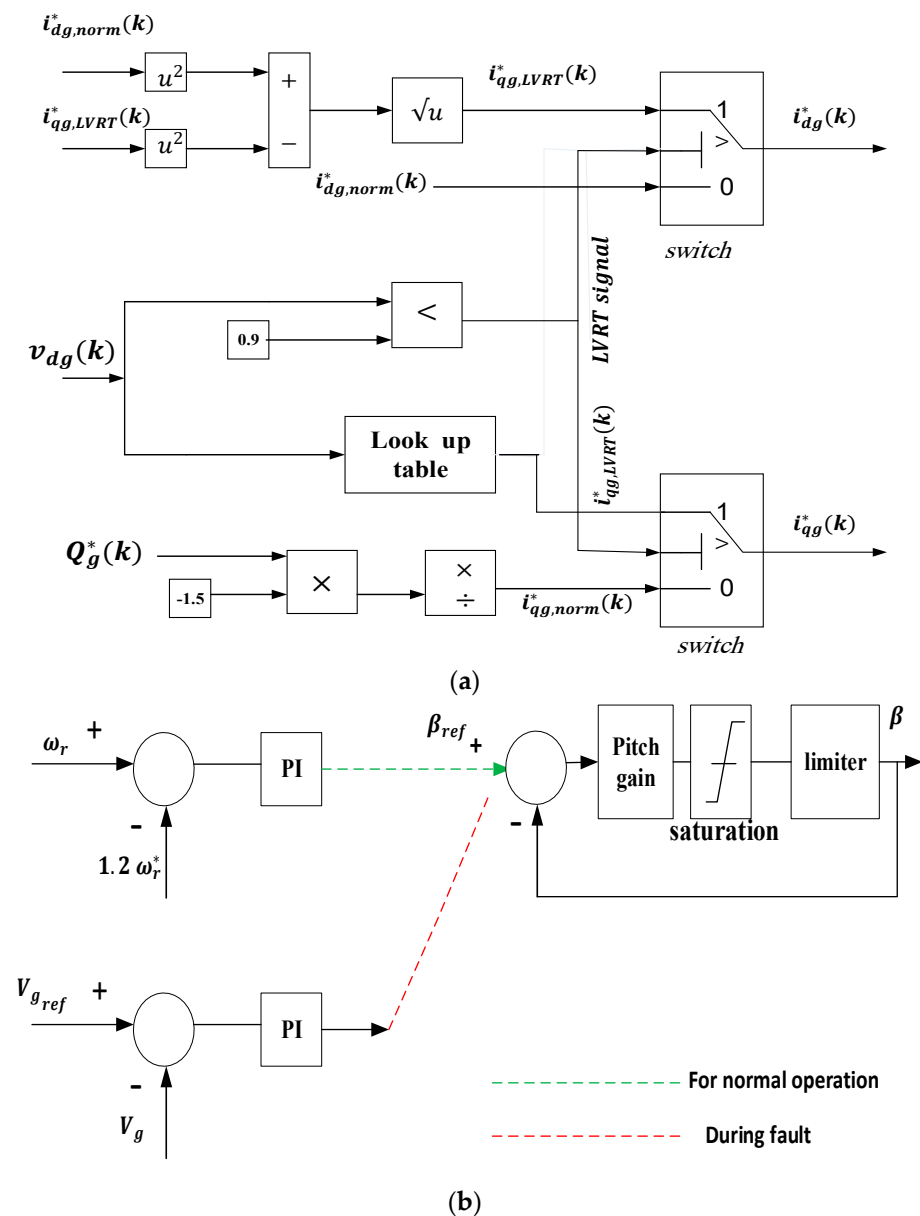 (a)
i*dg,norm(k)
u²
+
i*qg,LVRT(k)
u²
−
√u
i*qg,LVRT(k)
1
>
0
i*dg(k)
i*dg,norm(k)
switch
LVRT signal
<
0.9
vdg(k)
Look up
table
i*qg,LVRT(k)
1
>
0
i*qg(k)
Q*g(k)
-1.5
×
×
÷
i*qg,norm(k)
switch
(a)
ωr
+
-
1.2 ω*r
PI
βref
+
-
Pitch
gain
saturation
limiter
β
Vg ref
+
-
Vg
PI
For normal operation
During fault
(b)